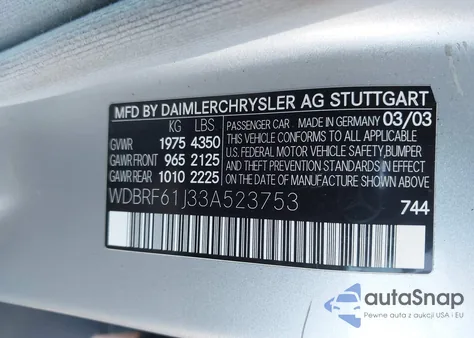 MFD BY DAIMLERCHRYSLER AG STUTTGART
KG LBS
GVWR 1975 4350
GAWR FRONT 965 2125
GAWR REAR 1010 2225
PASSENGER CAR - MADE IN GERMANY 03/03
THIS VEHICLE CONFORMS TO ALL APPLICABLE
U.S. FEDERAL MOTOR VEHICLE SAFETY, BUMPER
AND THEFT PREVENTION STANDARDS IN EFFECT ON
THE DATE OF MANUFACTURE SHOWN ABOVE.
WDBRF61J33A523753
744
autoSnap
Pewne auta z aukcji USA i EU